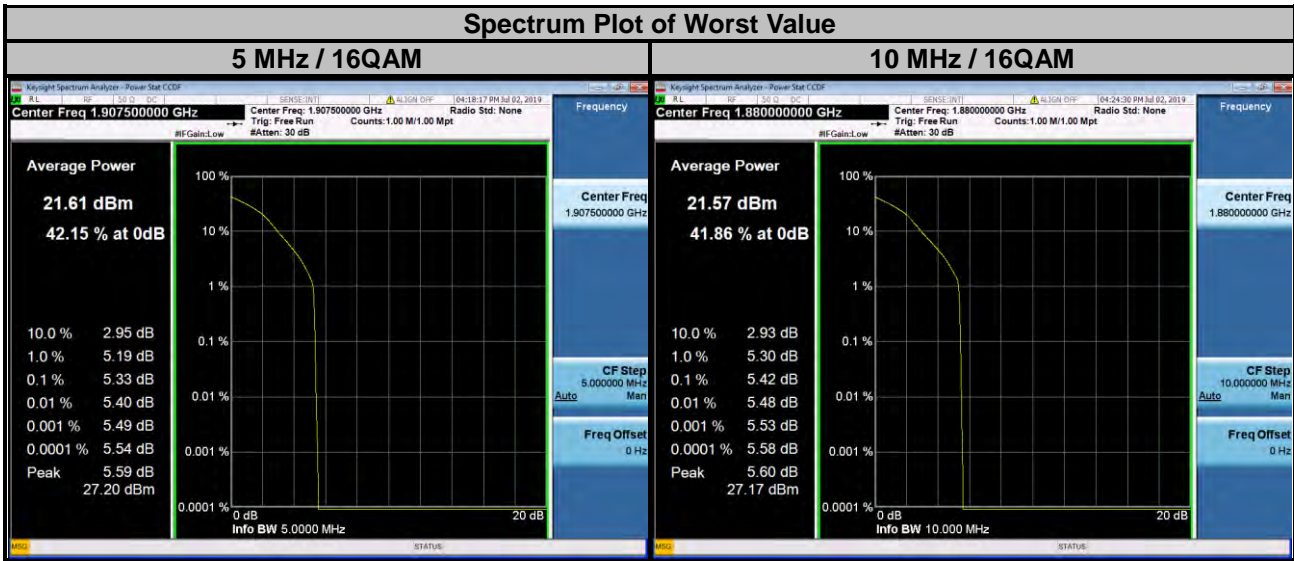 Spectrum Plot of Worst Value
5 MHz / 16QAM
10 MHz / 16QAM
Keysight Spectrum Analyzer - Power Stat CCDF
RL RF 50 Ω DC SENSE:INT ALIGN OFF 04:18:17 PM Jul 02, 2019
Center Freq 1.907500000 GHz
Center Freq: 1.907500000 GHz Radio Std: None
Trig: Free Run Counts:1.00 M/1.00 Mpt
#IFGain:Low #Atten: 30 dB
Average Power
21.61 dBm
42.15 % at 0dB
10.0 % 2.95 dB
1.0 % 5.19 dB
0.1 % 5.33 dB
0.01 % 5.40 dB
0.001 % 5.49 dB
0.0001 % 5.54 dB
Peak 5.59 dB
27.20 dBm
100 %
10 %
1 %
0.1 %
0.01 %
0.001 %
0.0001 %
0 dB 20 dB
Info BW 5.0000 MHz
Frequency
Center Freq
1.907500000 GHz
CF Step
5.000000 MHz
Auto Man
Freq Offset
0 Hz
MSG STATUS
Keysight Spectrum Analyzer - Power Stat CCDF
RL RF 50 Ω DC SENSE:INT ALIGN OFF 04:24:30 PM Jul 02, 2019
Center Freq 1.880000000 GHz
Center Freq: 1.880000000 GHz Radio Std: None
Trig: Free Run Counts:1.00 M/1.00 Mpt
#IFGain:Low #Atten: 30 dB
Average Power
21.57 dBm
41.86 % at 0dB
10.0 % 2.93 dB
1.0 % 5.30 dB
0.1 % 5.42 dB
0.01 % 5.48 dB
0.001 % 5.53 dB
0.0001 % 5.58 dB
Peak 5.60 dB
27.17 dBm
100 %
10 %
1 %
0.1 %
0.01 %
0.001 %
0.0001 %
0 dB 20 dB
Info BW 10.000 MHz
Frequency
Center Freq
1.880000000 GHz
CF Step
10.000000 MHz
Auto Man
Freq Offset
0 Hz
MSG STATUS